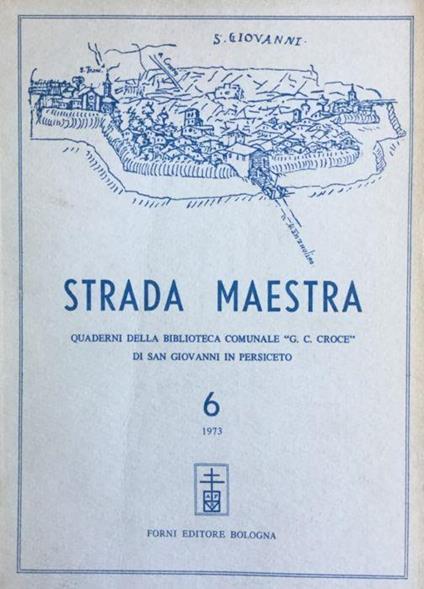 S. GIOVANNI.
STRADA MAESTRA
QUADERNI DELLA BIBLIOTECA COMUNALE "G. C. CROCE"
DI SAN GIOVANNI IN PERSICETO
6
1973
FORNI EDITORE BOLOGNA